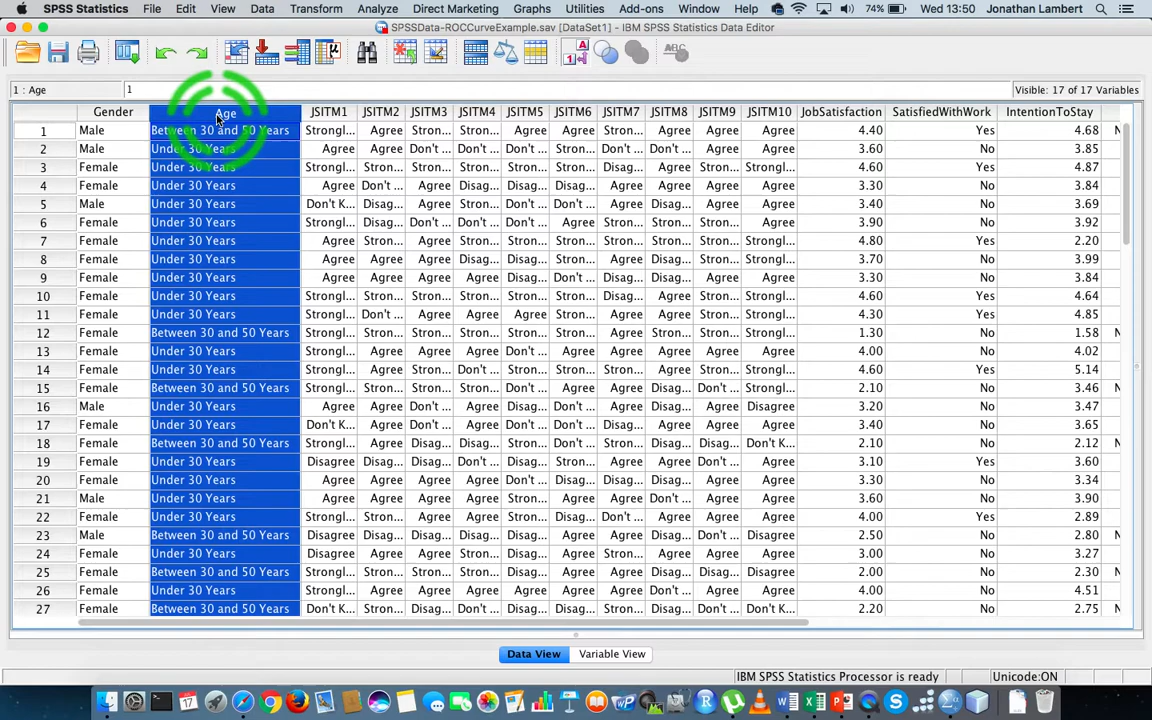 SPSS Statistics File Edit View Data Transform Analyze Direct Marketing Graphs Utilities Add-ons Window Help 74% Wed 17 May 13:50 Jonathan Lambert
SPSSData-ROCCurveExample.sav [DataSet1] - IBM SPSS Statistics Data Editor
1 : Age 1 Visible: 17 of 17 Variables
Gender Age JSITM1 JSITM2 JSITM3 JSITM4 JSITM5 JSITM6 JSITM7 JSITM8 JSITM9 JSITM10 JobSatisfaction SatisfiedWithWork IntentionToStay
1 Male Between 30 and 50 Years Strongl... Agree Stron... Stron... Agree Stron... Stron... Agree Stron... Agree 4.40 Yes 4.68 N
2 Male Under 30 Years Agree Agree Don't ... Agree Agree Stron... Don't ... Don't ... Agree Agree 3.60 No 3.85
3 Female Under 30 Years Strongl... Stron... Stron... Stron... Stron... Stron... Disag... Agree Stron... Agree 4.60 Yes 4.87
4 Female Under 30 Years Agree Don't ... Agree Disag... Agree Agree Disag... Agree Disag... Agree 3.30 No 3.84
5 Male Under 30 Years Don't K... Disag... Agree Agree Don't ... Agree Disag... Agree Don't ... Agree 3.40 No 3.69
6 Female Under 30 Years Strongl... Disag... Don't ... Don't ... Don't ... Agree Stron... Don't ... Stron... Agree 3.90 No 3.92
7 Female Under 30 Years Agree Stron... Agree Stron... Stron... Stron... Stron... Stron... Stron... Strongl... 4.80 Yes 2.20
8 Female Under 30 Years Agree Agree Disag... Disag... Stron... Agree Agree Stron... Disag... Strongl... 3.70 No 3.99
9 Female Under 30 Years Agree Agree Agree Agree Disag... Don't ... Disag... Disag... Agree Agree 3.30 No 3.84
10 Female Under 30 Years Strongl... Stron... Stron... Stron... Stron... Stron... Disag... Agree Stron... Strongl... 4.60 Yes 4.64
11 Female Under 30 Years Strongl... Don't ... Agree Agree Agree Stron... Stron... Agree Stron... Agree 4.30 Yes 4.85
12 Female Between 30 and 50 Years Strongl... Stron... Stron... Stron... Stron... Stron... Agree Stron... Stron... Strongl... 1.30 No 1.58 N
13 Female Under 30 Years Strongl... Agree Agree Agree Don't ... Agree Agree Agree Agree Agree 4.00 No 4.02
14 Female Under 30 Years Strongl... Agree Stron... Stron... Agree Stron... Stron... Agree Stron... Agree 4.60 Yes 5.14
15 Female Between 30 and 50 Years Strongl... Stron... Stron... Stron... Don't ... Agree Agree Disag... Don't ... Strongl... 2.10 No 3.46 N
16 Male Under 30 Years Agree Agree Don't ... Agree Disag... Don't ... Agree Disag... Agree Disagree 3.20 No 3.47
17 Female Under 30 Years Don't K... Agree Don't ... Agree Disag... Agree Agree Don't ... Don't ... Agree 3.40 No 3.65
18 Female Between 30 and 50 Years Strongl... Agree Disag... Disag... Stron... Disag... Stron... Disag... Disag... Don't K... 2.10 No 2.12 N
19 Female Under 30 Years Disagree Disag... Disag... Don't ... Disag... Stron... Disag... Agree Don't ... Agree 3.10 Yes 3.60
20 Female Under 30 Years Agree Agree Agree Agree Disag... Don't ... Disag... Disag... Agree Agree 3.30 No 3.34
21 Male Under 30 Years Agree Agree Agree Agree Stron... Agree Agree Don't ... Agree Agree 3.60 No 3.90
22 Female Under 30 Years Strongl... Stron... Agree Agree Stron... Disag... Don't ... Agree Agree Agree 4.00 Yes 2.89
23 Male Between 30 and 50 Years Disagree Disag... Agree Agree Disag... Agree Agree Agree Agree Disagree 2.50 No 2.80 N
24 Female Under 30 Years Disagree Agree Agree Stron... Disag... Agree Stron... Agree Agree Agree 3.00 No 3.27
25 Female Between 30 and 50 Years Strongl... Stron... Stron... Agree Disag... Agree Agree Disag... Disag... Disagree 2.00 No 2.30 N
26 Female Under 30 Years Strongl... Agree Agree Agree Agree Agree Agree Don't ... Agree Agree 4.00 No 4.51
27 Female Between 30 and 50 Years Don't K... Stron... Disag... Agree Disag... Agree Stron... Disag... Don't ... Don't K... 2.20 No 2.75 N
Data View Variable View
IBM SPSS Statistics Processor is ready Unicode:ON